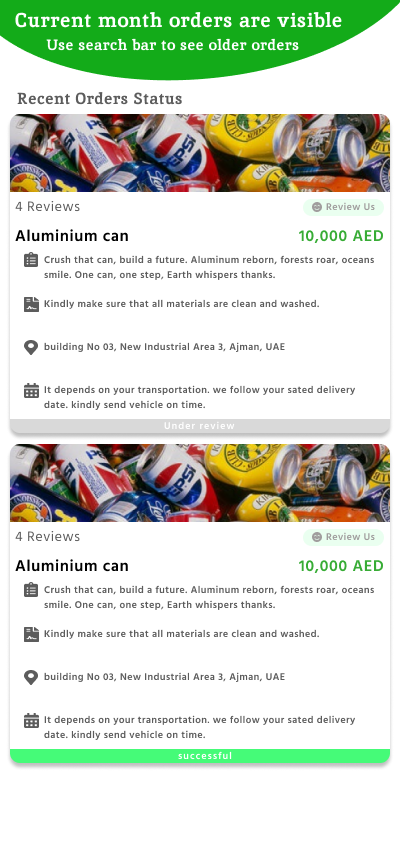 Current month orders are visible
Use search bar to see older orders
Recent Orders Status
4 Reviews
Review Us
Aluminium can
10,000 AED
Crush that can, build a future. Aluminum reborn, forests roar, oceans
smile. One can, one step, Earth whispers thanks.
Kindly make sure that all materials are clean and washed.
building No 03, New Industrial Area 3, Ajman, UAE
It depends on your transportation. we follow your sated delivery
date. kindly send vehicle on time.
Under review
4 Reviews
Review Us
Aluminium can
10,000 AED
Crush that can, build a future. Aluminum reborn, forests roar, oceans
smile. One can, one step, Earth whispers thanks.
Kindly make sure that all materials are clean and washed.
building No 03, New Industrial Area 3, Ajman, UAE
It depends on your transportation. we follow your sated delivery
date. kindly send vehicle on time.
successful